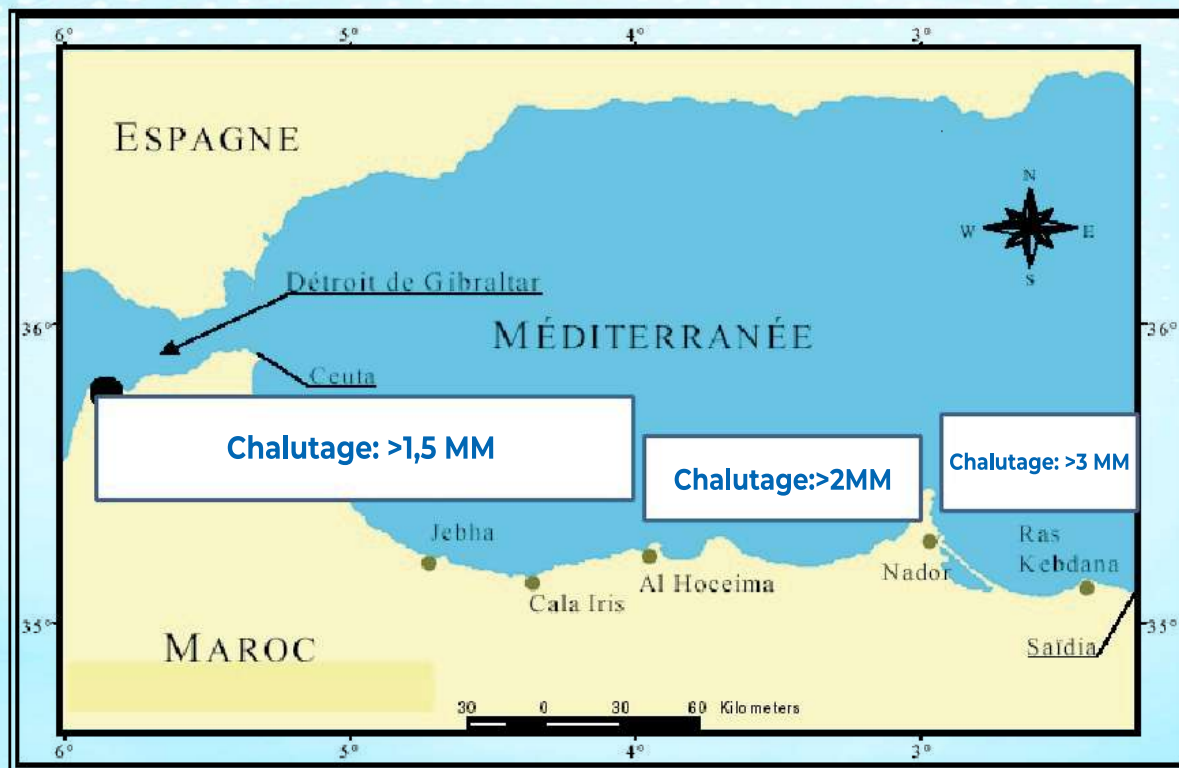 6° 5° 4° 3°
ESPAGNE
N
W E
S
Détroit de Gibraltar
36° 36°
MÉDITERRANÉE
Ceuta
Chalutage: >1,5 MM
Chalutage:>2MM
Chalutage: >3 MM
Jebha
Cala Iris
Al Hoceima
Nador
Ras
Kebdana
35° 35°
MAROC
Saïdia
30 0 30 60 Kilometers
6° 5° 4° 3°